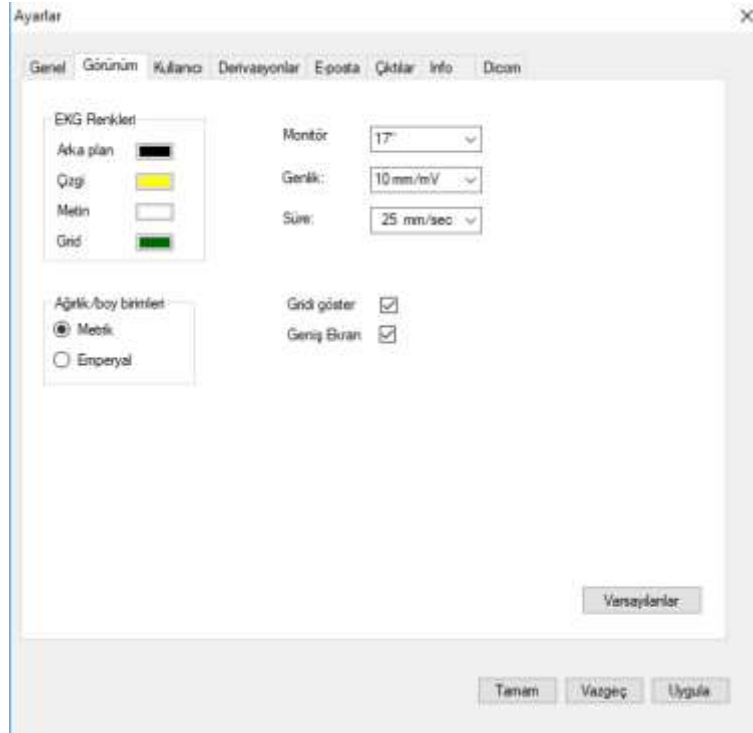 Ayarlar
Genel Görünüm Kullanıcı Derivasyonlar E-posta Çıktılar Info Dicom
EKG Renkleri
Arka plan
Çizgi
Metin
Grid
Monitör 17"
Genlik: 10 mm/mV
Süre: 25 mm/sec
Ağırlık/boy birimleri
Metrik
Emperyal
Gridi göster
Geniş Ekran
Varsayılanlar
Tamam Vazgeç Uygula